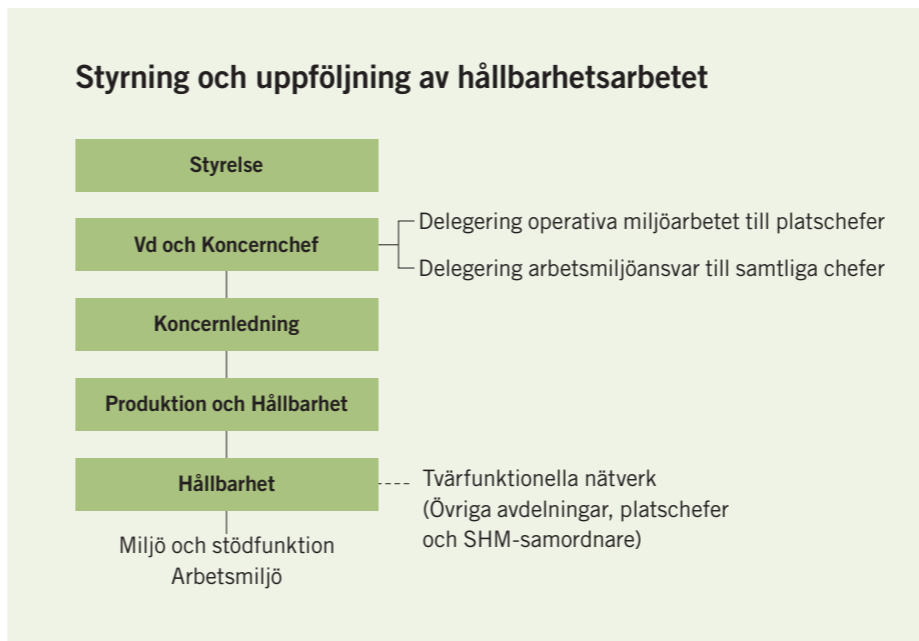 Styrning och uppföljning av hållbarhetsarbetet
Styrelse
Vd och Koncernchef
Delegering operativa miljöarbetet till platschefer
Delegering arbetsmiljöansvar till samtliga chefer
Koncernledning
Produktion och Hållbarhet
Hållbarhet
Tvärfunktionella nätverk
(Övriga avdelningar, platschefer
och SHM-samordnare)
Miljö och stödfunktion
Arbetsmiljö